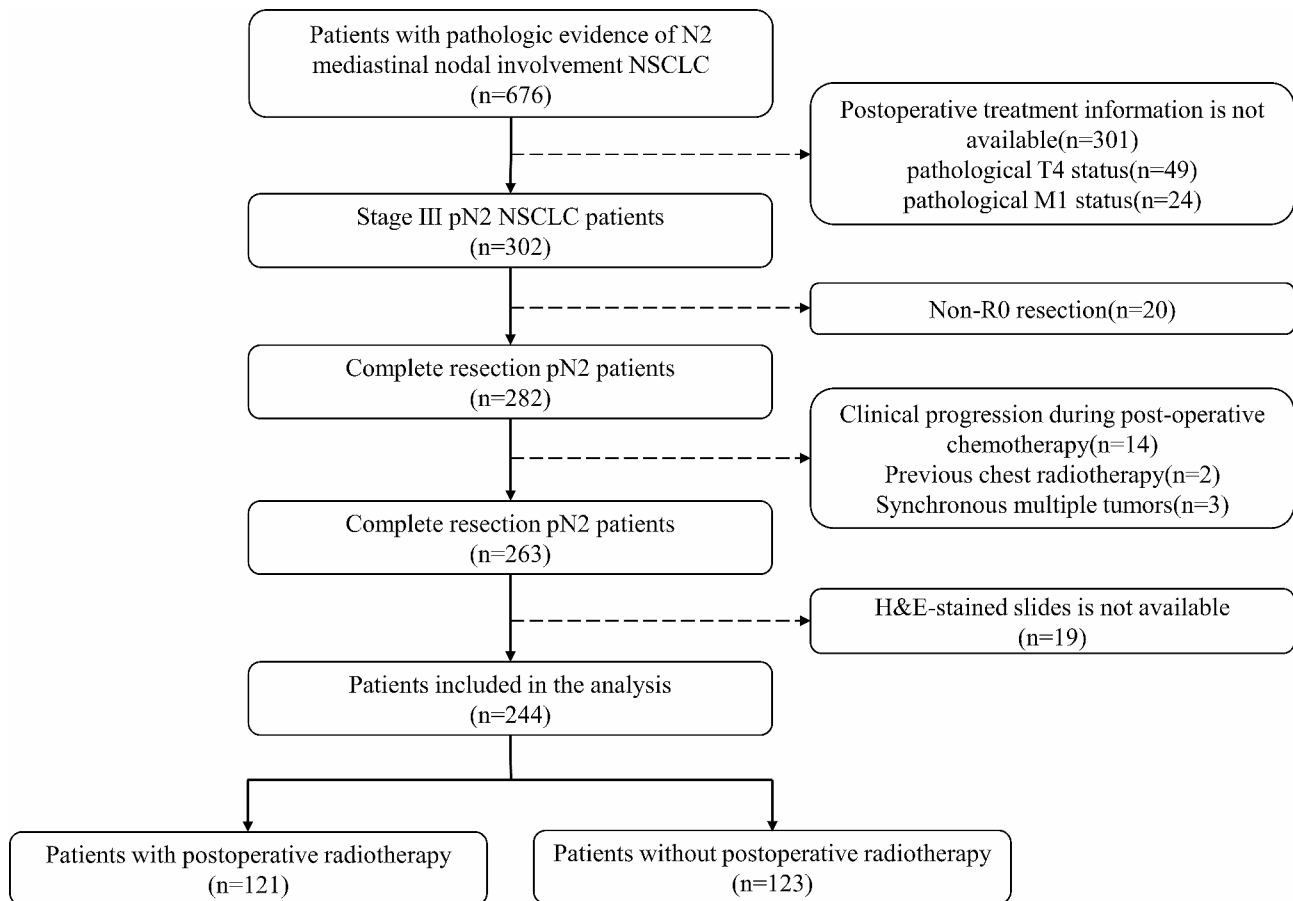 Patients with pathologic evidence of N2
mediastinal nodal involvement NSCLC
(n=676)
Postoperative treatment information is not
available(n=301)
pathological T4 status(n=49)
pathological M1 status(n=24)
Stage III pN2 NSCLC patients
(n=302)
Non-R0 resection(n=20)
Complete resection pN2 patients
(n=282)
Clinical progression during post-operative
chemotherapy(n=14)
Previous chest radiotherapy(n=2)
Synchronous multiple tumors(n=3)
Complete resection pN2 patients
(n=263)
H&E-stained slides is not available
(n=19)
Patients included in the analysis
(n=244)
Patients with postoperative radiotherapy
(n=121)
Patients without postoperative radiotherapy
(n=123)